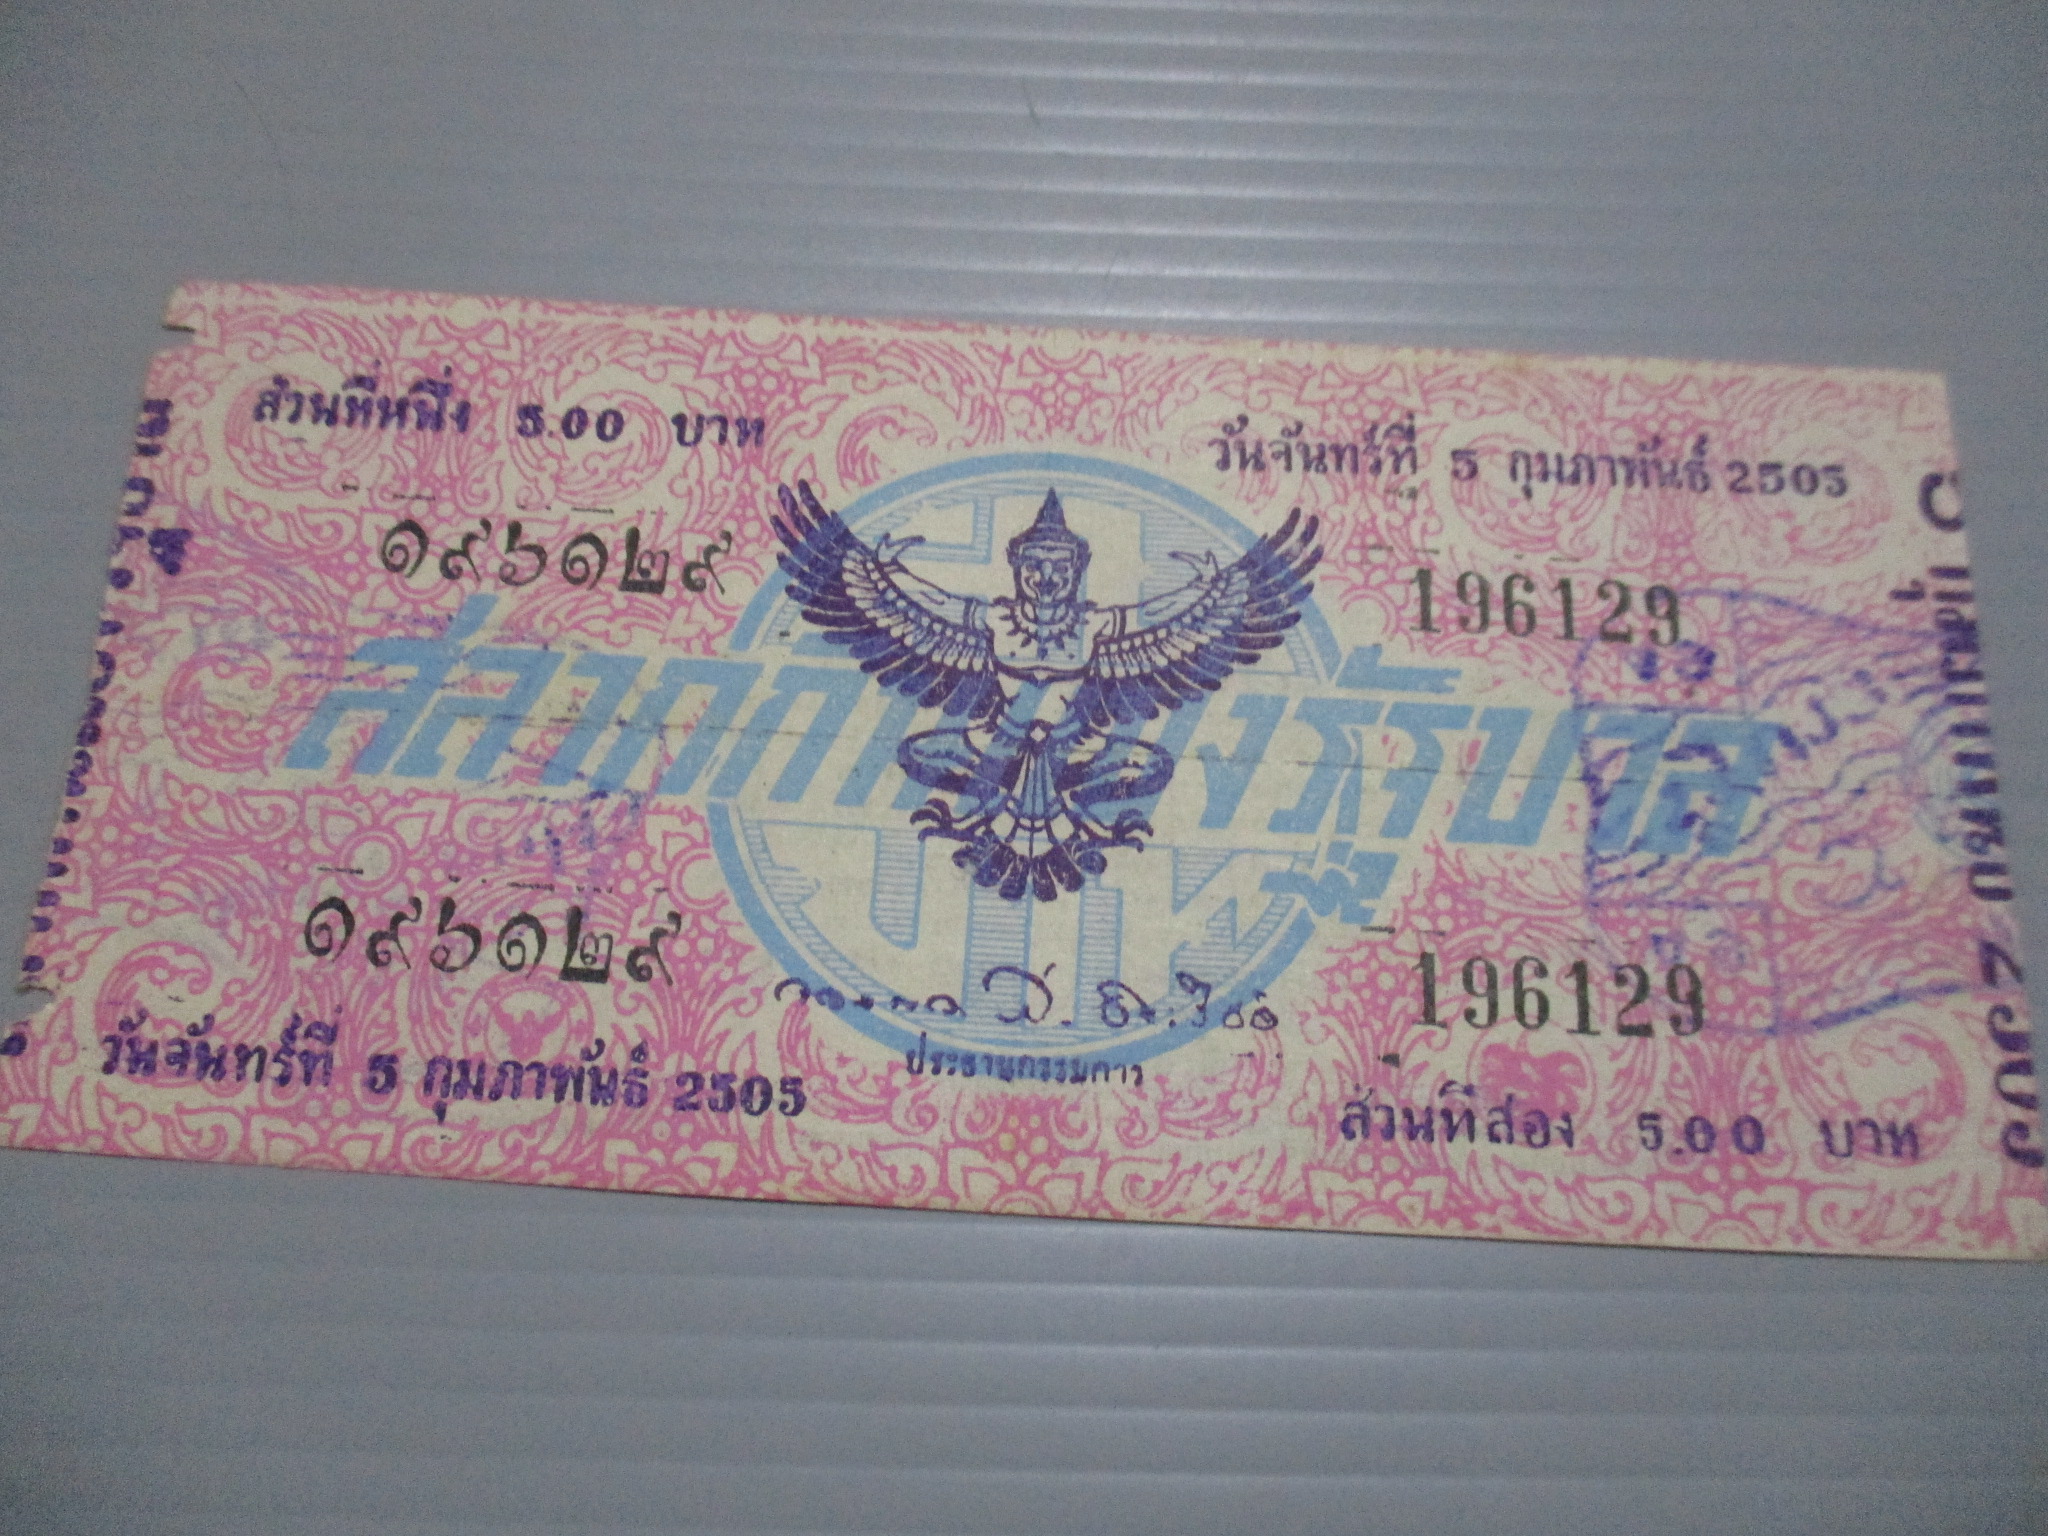 ส่วนที่หนึ่ง 5.00 บาท
วันจันทร์ที่ 5 กุมภาพันธ์ 2505
๑๙๖๑๒๙
196129
สลากกินแบ่งรัฐบาล
๑๙๖๑๒๙
196129
ประธานกรรมการ
วันจันทร์ที่ 5 กุมภาพันธ์ 2505
ส่วนที่สอง 5.00 บาท